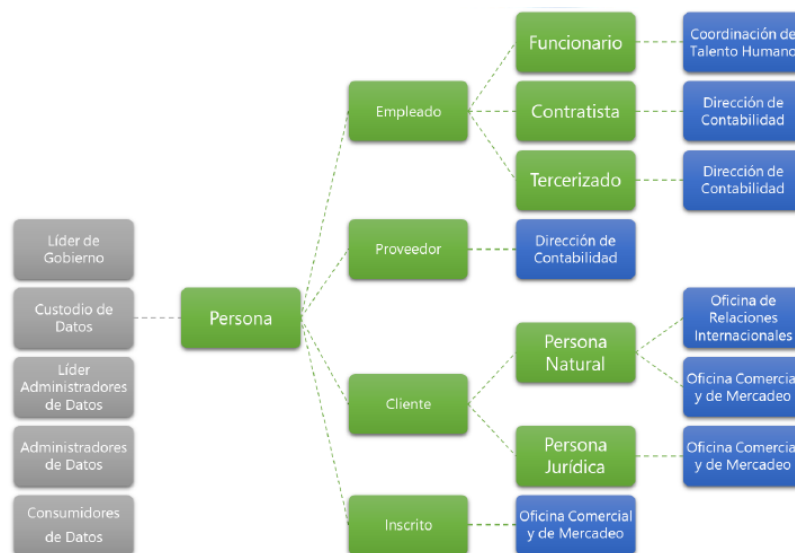 Funcionario
Coordinación de
Talento Humano
Empleado
Contratista
Dirección de
Contabilidad
Tercerizado
Dirección de
Contabilidad
Líder de
Gobierno
Proveedor
Dirección de
Contabilidad
Custodio de
Datos
Persona
Persona
Natural
Oficina de
Relaciones
Internacionales
Líder
Administradores
de Datos
Cliente
Oficina Comercial
y de Mercadeo
Administradores
de Datos
Persona
Jurídica
Oficina Comercial
y de Mercadeo
Consumidores
de Datos
Inscrito
Oficina Comercial
y de Mercadeo